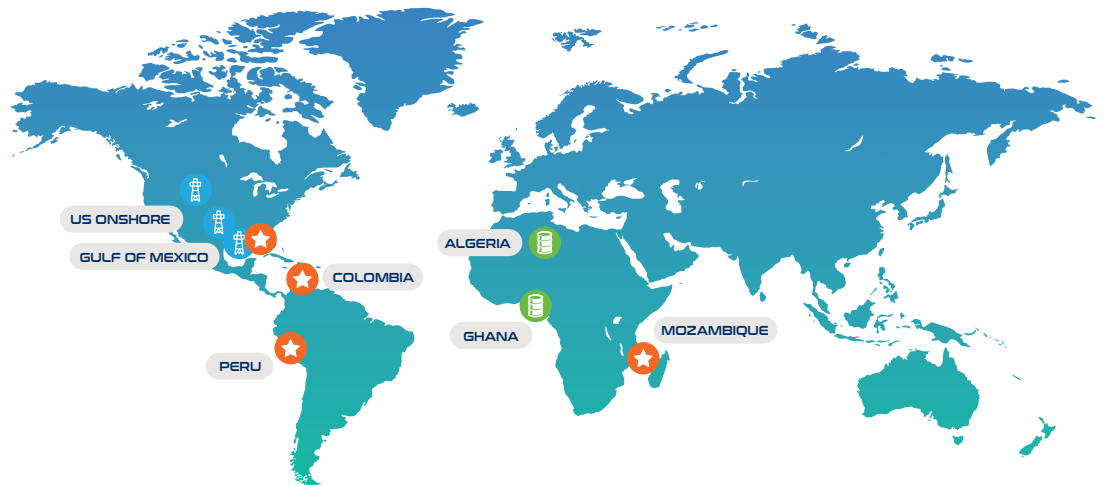 US ONSHORE
GULF OF MEXICO
COLOMBIA
PERU
ALGERIA
GHANA
MOZAMBIQUE